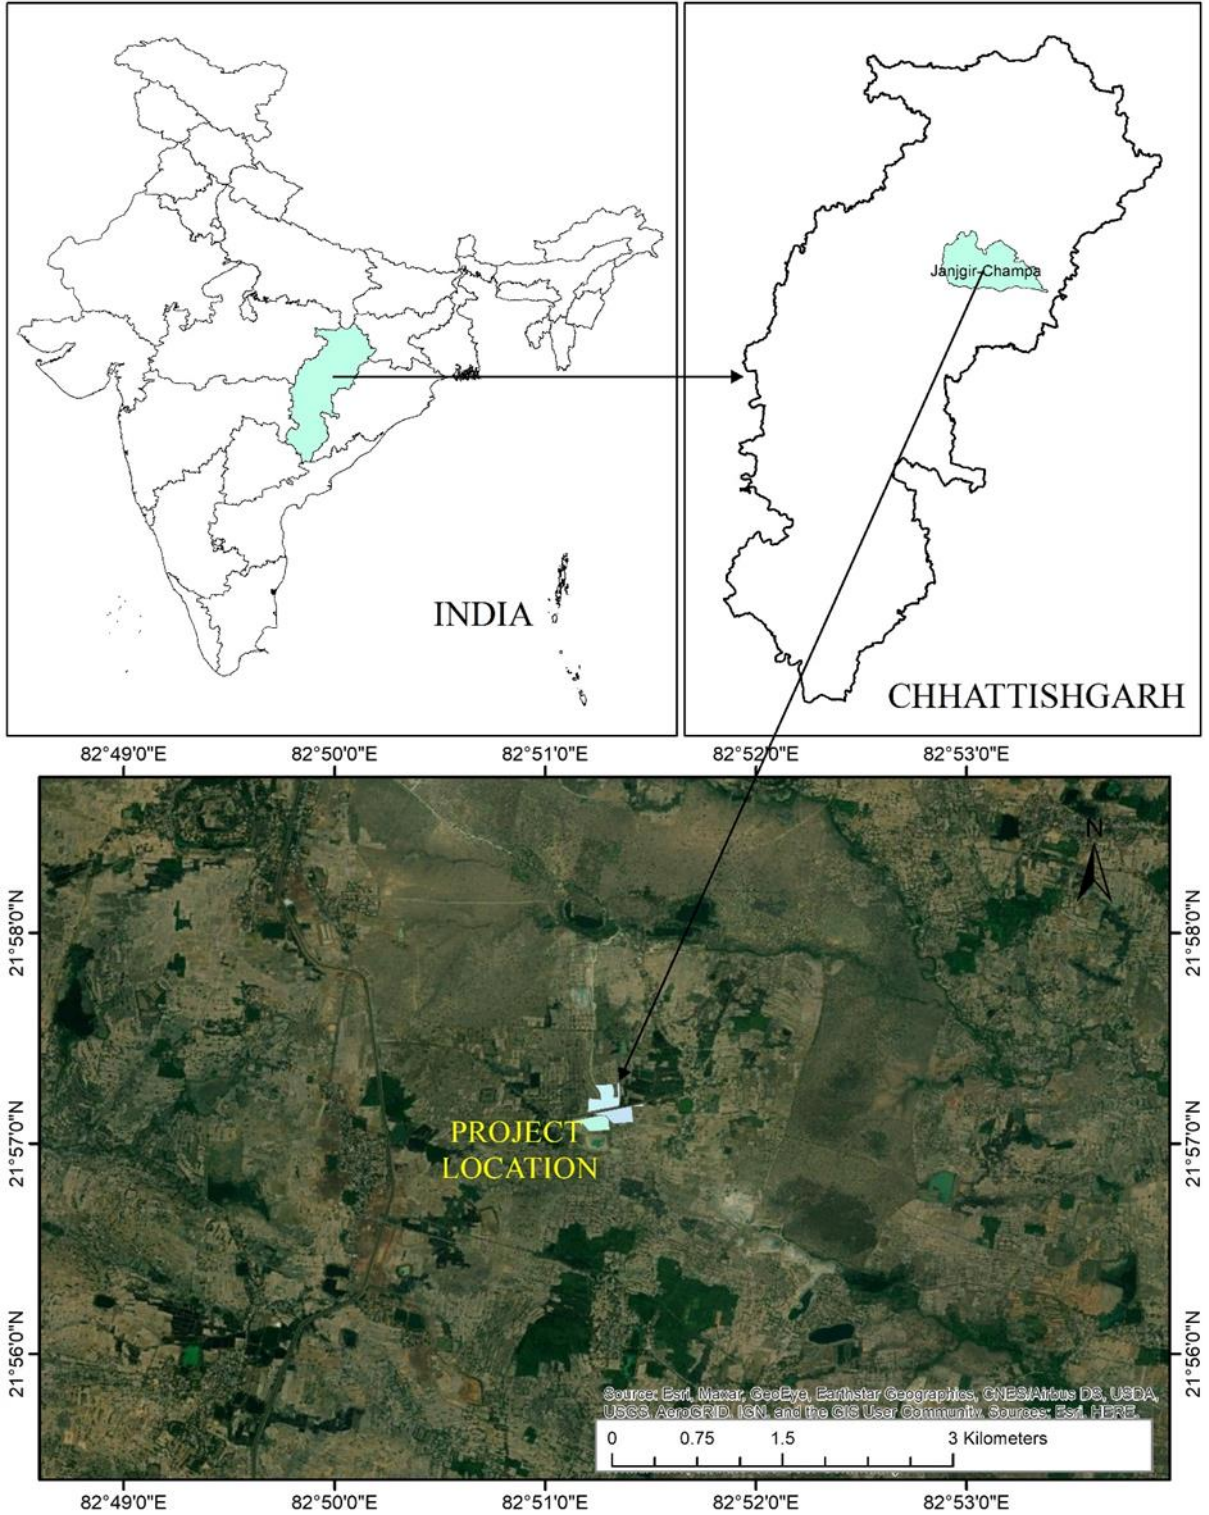 INDIA
Janjgir-Champa
CHHATTISHGARH
82°49'0"E 82°50'0"E 82°51'0"E 82°52'0"E 82°53'0"E
N
21°58'0"N 21°58'0"N
21°57'0"N 21°57'0"N
PROJECT
LOCATION
21°56'0"N 21°56'0"N
Source: Esri, Maxar, GeoEye, Earthstar Geographics, CNES/Airbus DS, USDA,
USGS, AeroGRID, IGN, and the GIS User Community, Sources: Esri, HERE,
0 0.75 1.5 3 Kilometers
82°49'0"E 82°50'0"E 82°51'0"E 82°52'0"E 82°53'0"E